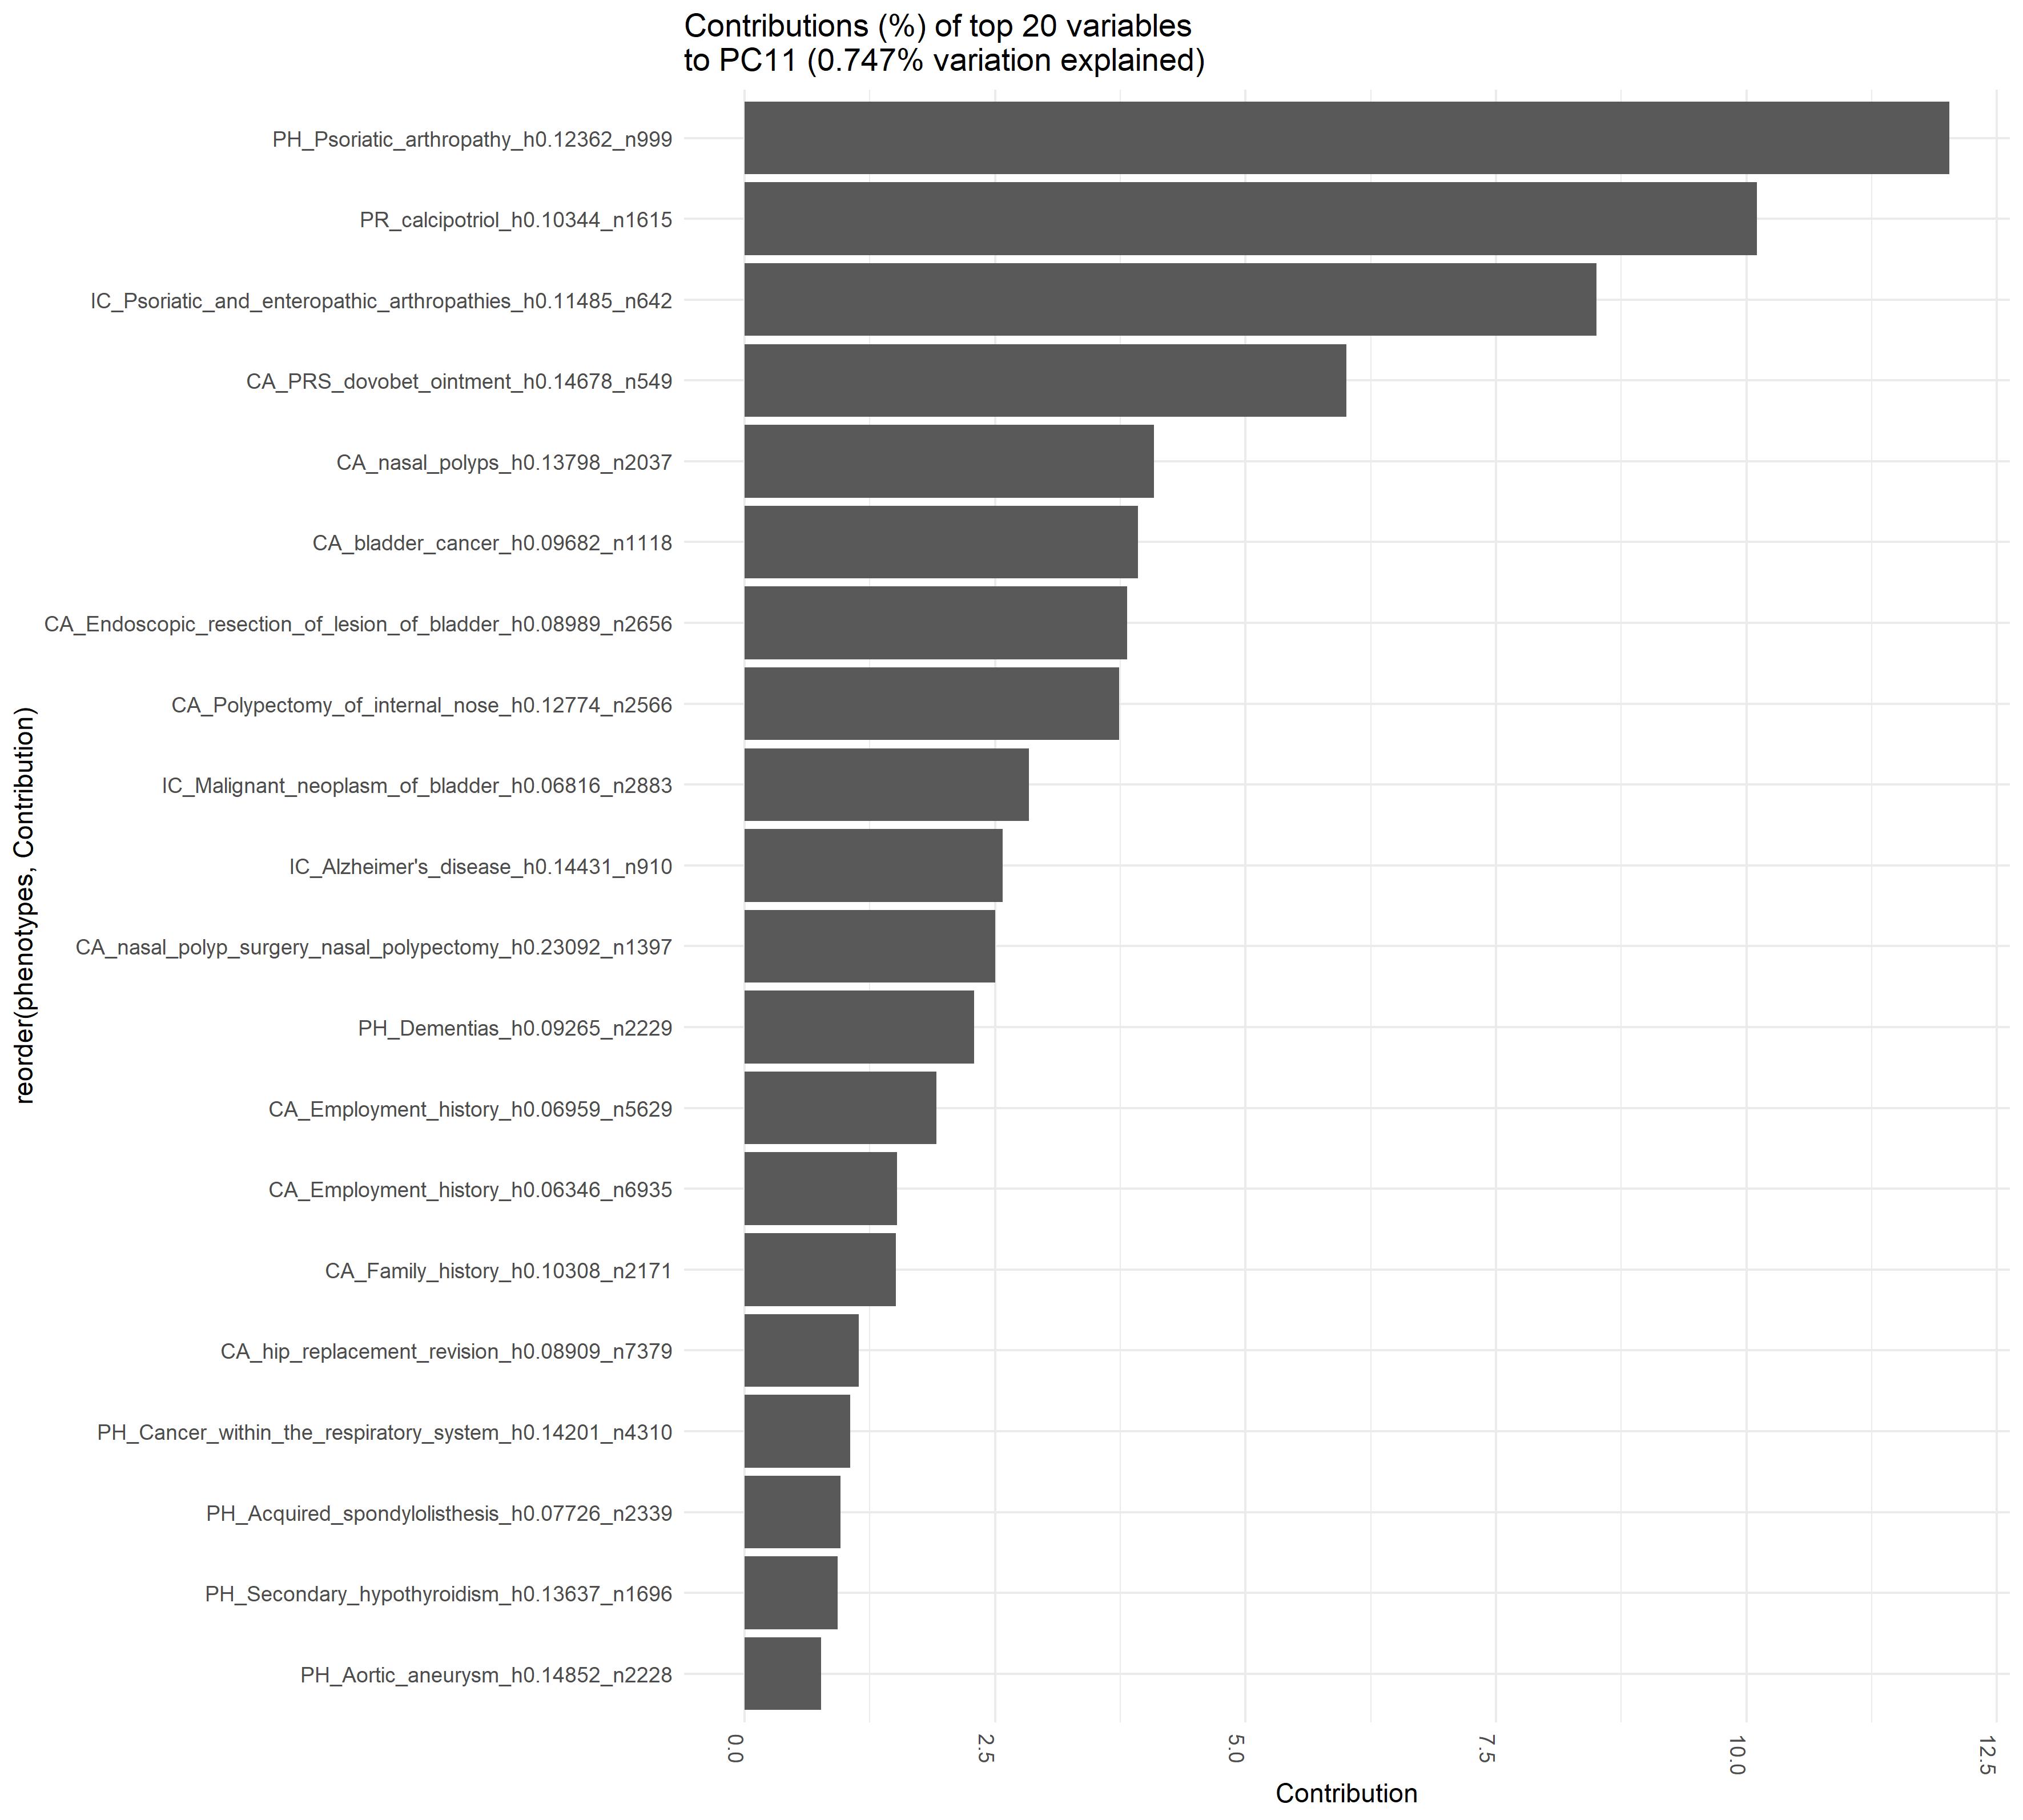 Contributions (%) of top 20 variables
to PC11 (0.747% variation explained)
PH_Psoriatic_arthropathy_h0.12362_n999
PR_calcipotriol_h0.10344_n1615
IC_Psoriatic_and_enteropathic_arthropathies_h0.11485_n642
CA_PRS_dovobet_ointment_h0.14678_n549
CA_nasal_polyps_h0.13798_n2037
CA_bladder_cancer_h0.09682_n1118
CA_Endoscopic_resection_of_lesion_of_bladder_h0.08989_n2656
CA_Polypectomy_of_internal_nose_h0.12774_n2566
IC_Malignant_neoplasm_of_bladder_h0.06816_n2883
IC_Alzheimer's_disease_h0.14431_n910
CA_nasal_polyp_surgery_nasal_polypectomy_h0.23092_n1397
PH_Dementias_h0.09265_n2229
CA_Employment_history_h0.06959_n5629
CA_Employment_history_h0.06346_n6935
CA_Family_history_h0.10308_n2171
CA_hip_replacement_revision_h0.08909_n7379
PH_Cancer_within_the_respiratory_system_h0.14201_n4310
PH_Acquired_spondylolisthesis_h0.07726_n2339
PH_Secondary_hypothyroidism_h0.13637_n1696
PH_Aortic_aneurysm_h0.14852_n2228
reorder(phenotypes, Contribution)
0.0
2.5
5.0
7.5
10.0
12.5
Contribution